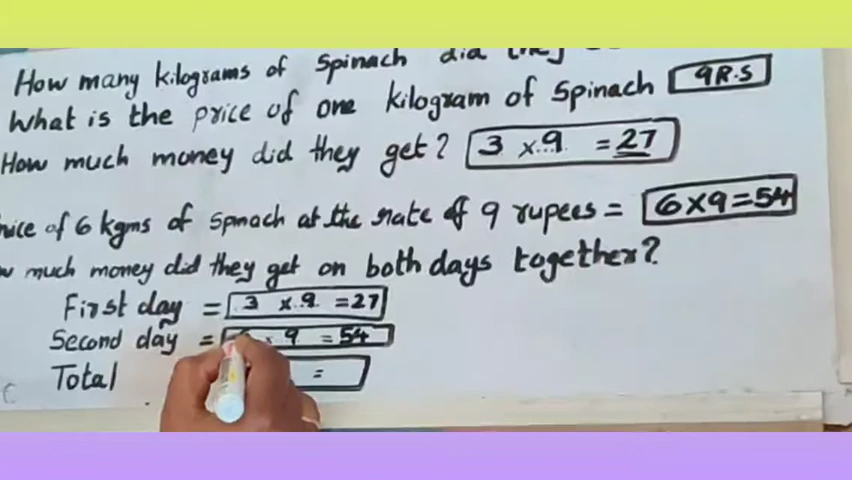 How many kilograms of Spinach did they
What is the price of one kilogram of Spinach 9R.S
How much money did they get? 3 x 9 = 27
of 6 kgms of Spinach at the rate of 9 rupees = 6x9=54
much money did they get on both days together?
First day = 3 x 9 = 27
Second day = x 9 = 54
Total =